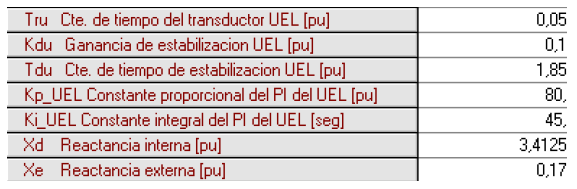 Tru Cte. de tiempo del transductor UEL [pu] 0,05
Kdu Ganancia de estabilizacion UEL [pu] 0,1
Tdu Cte. de tiempo de estabilizacion UEL [pu] 1,85
Kp_UEL Constante proporcional del PI del UEL [pu] 80,
Ki_UEL Constante integral del PI del UEL [seg] 45,
Xd Reactancia interna [pu] 3,4125
Xe Reactancia externa [pu] 0,17